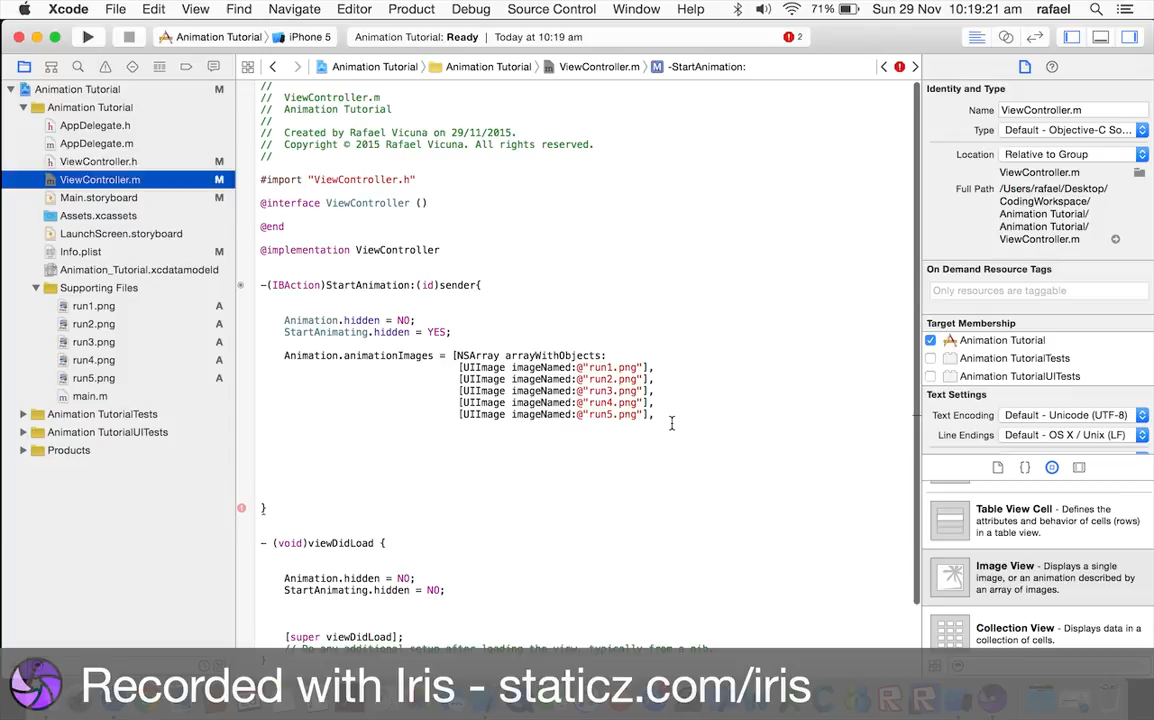 Xcode File Edit View Find Navigate Editor Product Debug Source Control Window Help 71% Sun 29 Nov 10:19:21 am rafael
Animation Tutorial iPhone 5 Animation Tutorial: Ready Today at 10:19 am 2
Animation Tutorial Animation Tutorial ViewController.m M -StartAnimation:
Animation Tutorial M
Animation Tutorial
AppDelegate.h
AppDelegate.m
ViewController.h M
ViewController.m M
Main.storyboard M
Assets.xcassets
LaunchScreen.storyboard
Info.plist M
Animation_Tutorial.xcdatamodeld
Supporting Files
run1.png A
run2.png A
run3.png A
run4.png A
run5.png A
main.m
Animation TutorialTests
Animation TutorialUITests
Products
//
// ViewController.m
// Animation Tutorial
//
// Created by Rafael Vicuna on 29/11/2015.
// Copyright © 2015 Rafael Vicuna. All rights reserved.
//
#import "ViewController.h"
@interface ViewController ()
@end
@implementation ViewController
-(IBAction)StartAnimation:(id)sender{
Animation.hidden = NO;
StartAnimating.hidden = YES;
Animation.animationImages = [NSArray arrayWithObjects:
[UIImage imageNamed:@"run1.png"],
[UIImage imageNamed:@"run2.png"],
[UIImage imageNamed:@"run3.png"],
[UIImage imageNamed:@"run4.png"],
[UIImage imageNamed:@"run5.png"],
}
- (void)viewDidLoad {
Animation.hidden = NO;
StartAnimating.hidden = NO;
[super viewDidLoad];
// Do any additional setup after loading the view, typically from a nib.
}
Identity and Type
Name ViewController.m
Type Default - Objective-C So...
Location Relative to Group
ViewController.m
Full Path /Users/rafael/Desktop/
CodingWorkspace/
Animation Tutorial/
Animation Tutorial/
ViewController.m
On Demand Resource Tags
Only resources are taggable
Target Membership
Animation Tutorial
Animation TutorialTests
Animation TutorialUITests
Text Settings
Text Encoding Default - Unicode (UTF-8)
Line Endings Default - OS X / Unix (LF)
Table View Cell - Defines the
attributes and behavior of cells (rows)
in a table view.
Image View - Displays a single
image, or an animation described by
an array of images.
Collection View - Displays data in a
collection of cells.
Recorded with Iris - staticz.com/iris